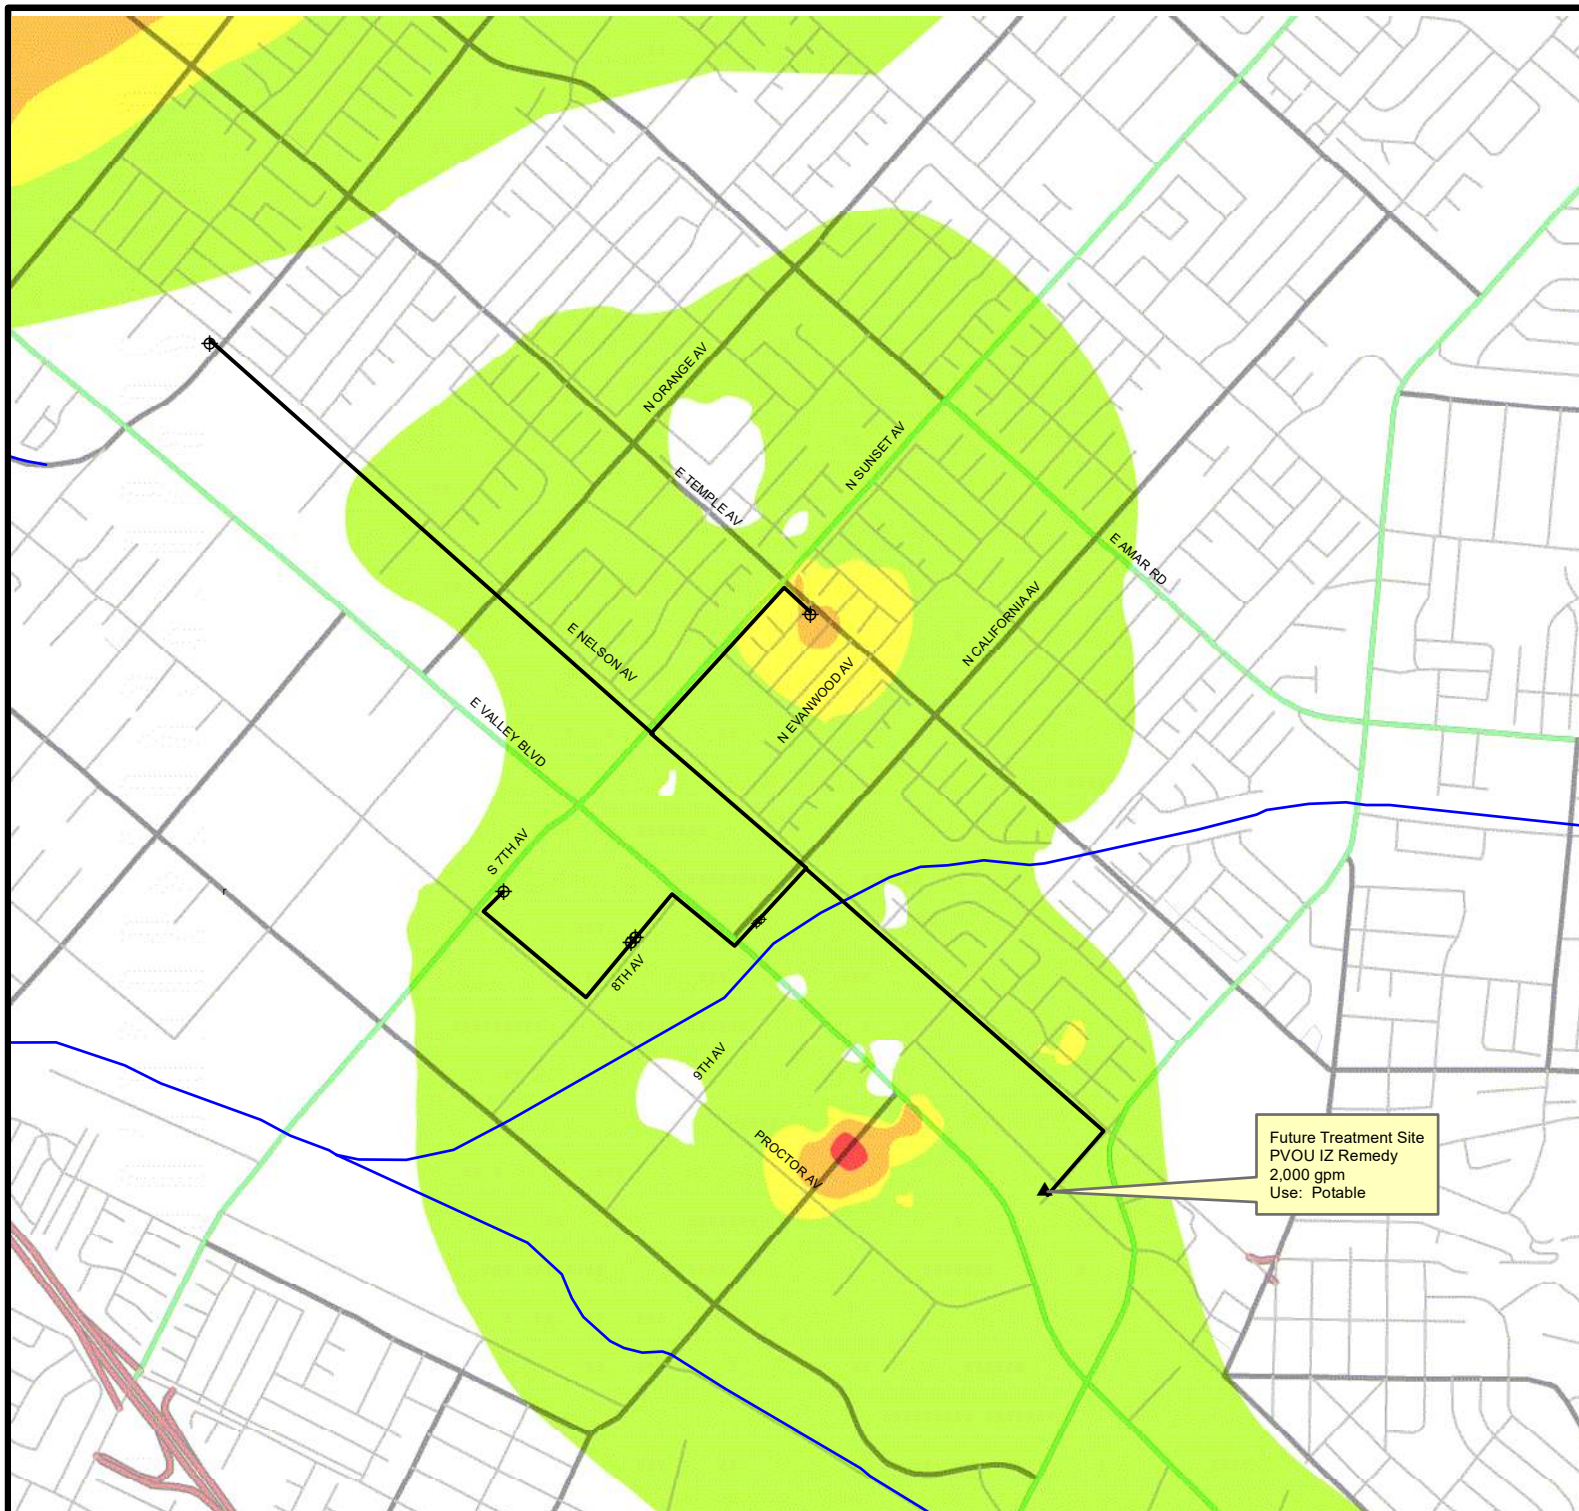 N ORANGE AV
N SUNSET AV
E TEMPLE AV
E AMAR RD
N CALIFORNIA AV
E NELSON AV
N EVANWOOD AV
E VALLEY BLVD
S 7TH AV
r
8TH AV
9TH AV
PROCTOR AV
Future Treatment Site
PVOU IZ Remedy
2,000 gpm
Use: Potable